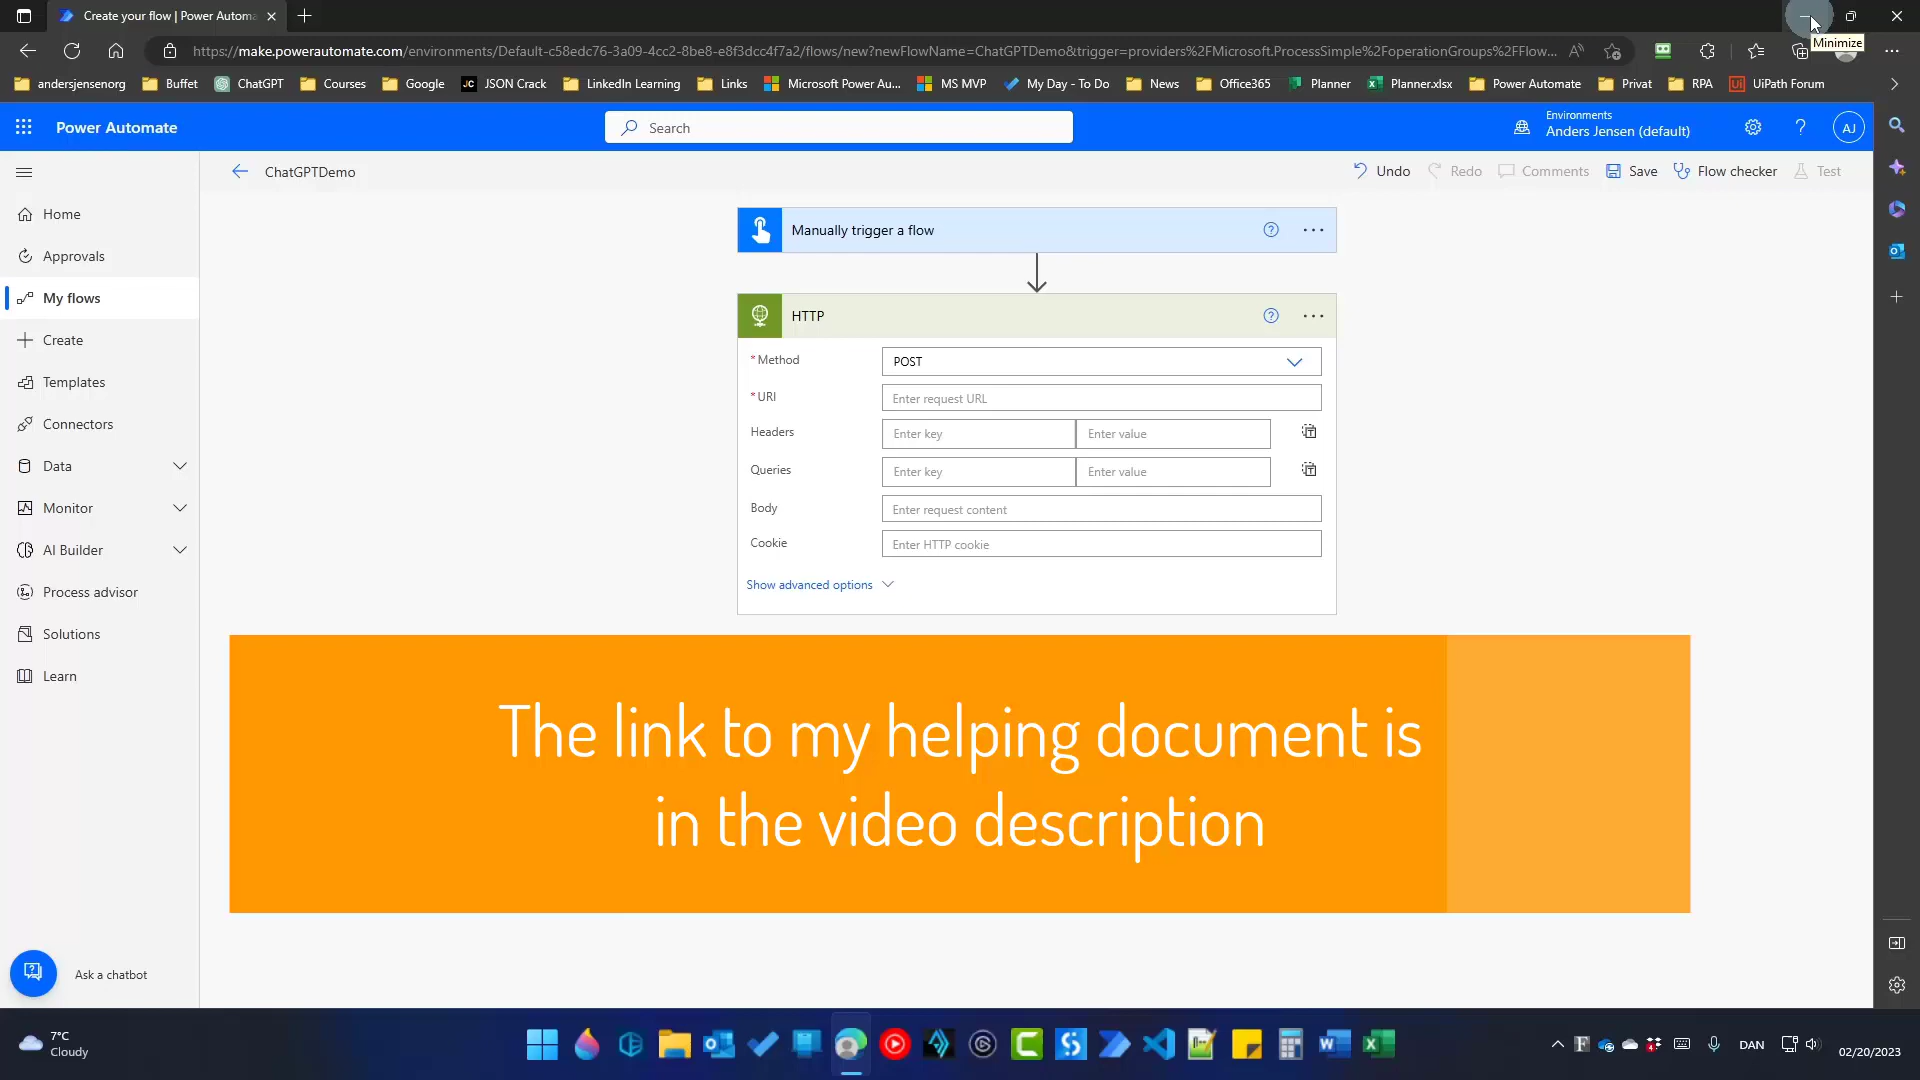 Create your flow | Power Automa
https://make.powerautomate.com/environments/Default-c58edc76-3a09-4cc2-8be8-e8f3dcc4f7a2/flows/new?newFlowName=ChatGPTDemo&trigger=providers%2FMicrosoft.ProcessSimple%2FoperationGroups%2FFlow...
Minimize
andersjensenorg Buffet ChatGPT Courses Google JC JSON Crack LinkedIn Learning Links Microsoft Power Au... MS MVP My Day - To Do News Office365 Planner Planner.xlsx Power Automate Privat RPA Ui UiPath Forum
Power Automate
Search
Environments
Anders Jensen (default)
? AJ
ChatGPTDemo
Undo Redo Comments Save Flow checker Test
Home
Approvals
My flows
Create
Templates
Connectors
Data
Monitor
AI Builder
Process advisor
Solutions
Learn
Ask a chatbot
Manually trigger a flow
HTTP
* Method POST
* URI Enter request URL
Headers Enter key Enter value
Queries Enter key Enter value
Body Enter request content
Cookie Enter HTTP cookie
Show advanced options
The link to my helping document is
in the video description
7°C
Cloudy
DAN
02/20/2023